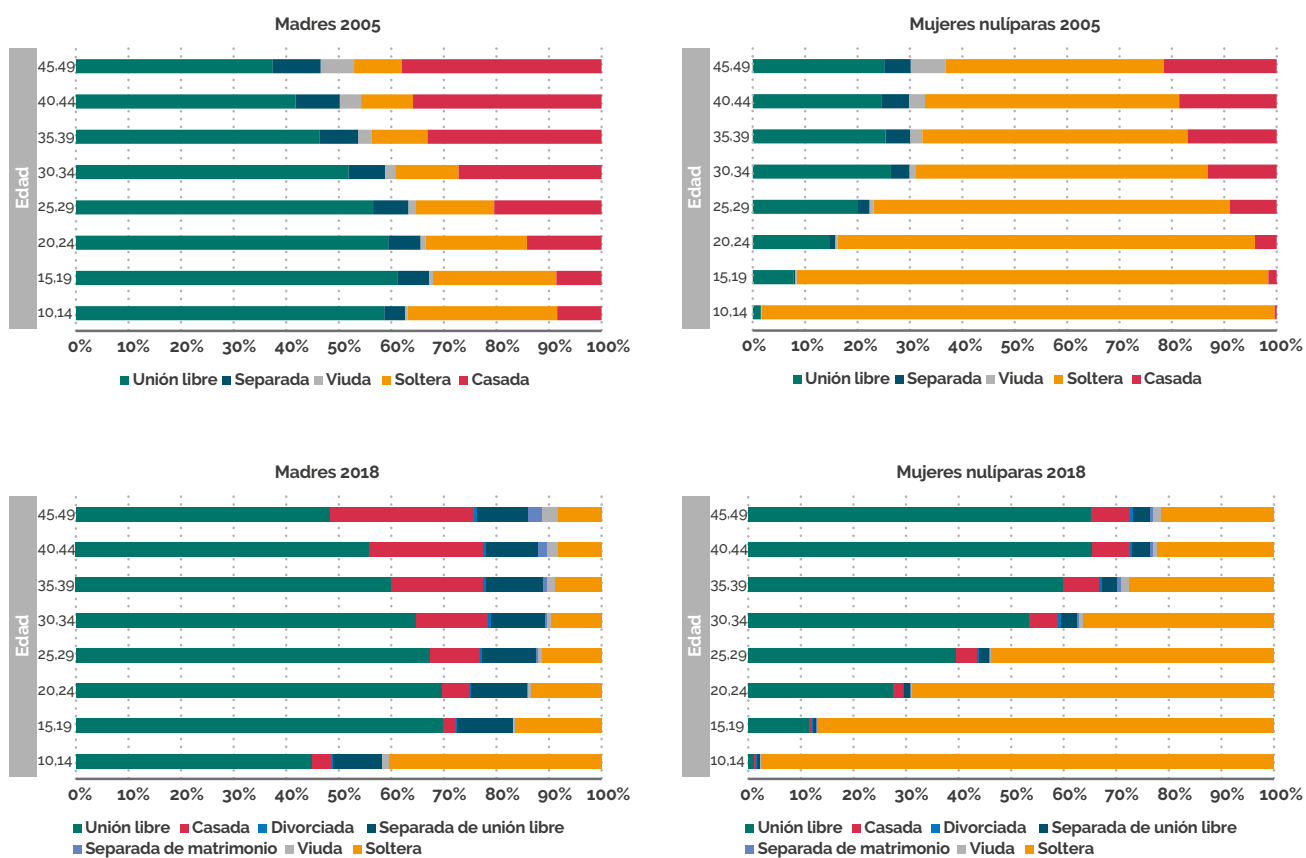 Madres 2005
Edad
45.49
40.44
35.39
30.34
25,29
20,24
15,19
10,14
0% 10% 20% 30% 40% 50% 60% 70% 80% 90% 100%
Unión libre Separada Viuda Soltera Casada
Mujeres nulíparas 2005
Edad
45.49
40.44
35.39
30.34
25,29
20,24
15,19
10,14
0% 10% 20% 30% 40% 50% 60% 70% 80% 90% 100%
Unión libre Separada Viuda Soltera Casada
Madres 2018
Edad
45.49
40.44
35.39
30.34
25,29
20,24
15,19
10,14
0% 10% 20% 30% 40% 50% 60% 70% 80% 90% 100%
Unión libre Casada Divorciada Separada de unión libre
Separada de matrimonio Viuda Soltera
Mujeres nulíparas 2018
Edad
45.49
40.44
35.39
30.34
25,29
20,24
15,19
10,14
0% 10% 20% 30% 40% 50% 60% 70% 80% 90% 100%
Unión libre Casada Divorciada Separada de unión libre
Separada de matrimonio Viuda Soltera